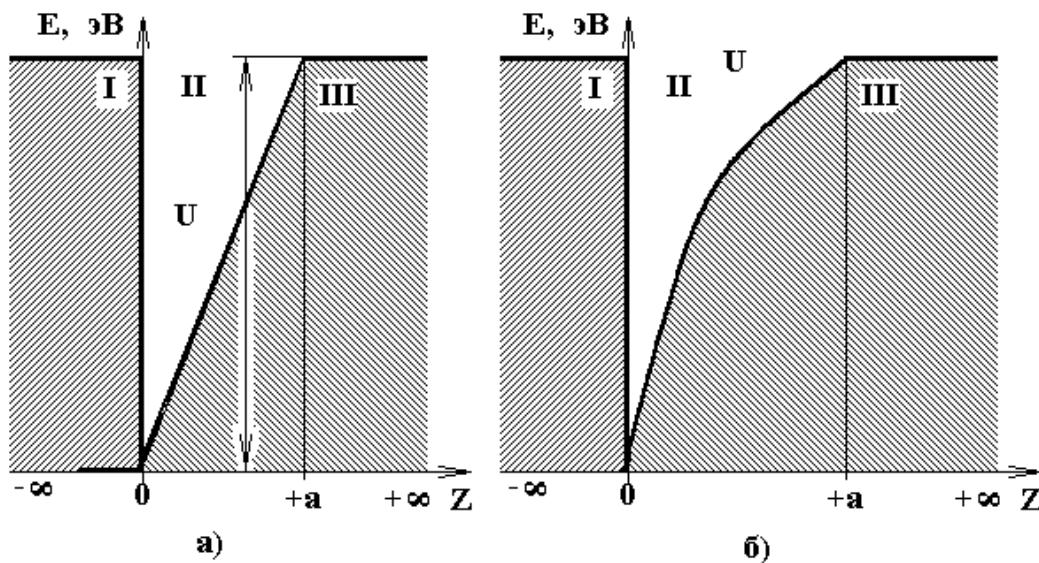 E, эВ
I
II
III
U
- ∞
0
+a
+ ∞
Z
а)
E, эВ
U
I
II
III
- ∞
0
+a
+ ∞
Z
б)